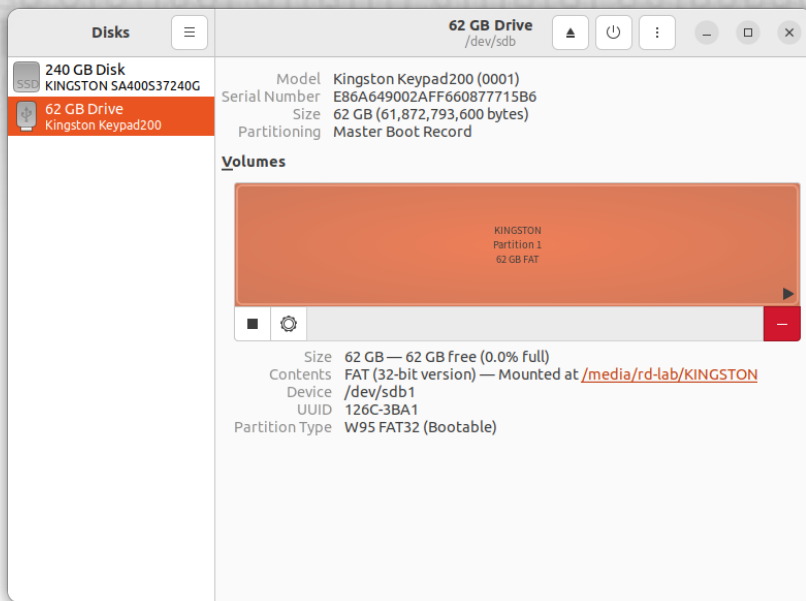 Disks
62 GB Drive
/dev/sdb
SSD
240 GB Disk
KINGSTON SA400S37240G
62 GB Drive
Kingston Keypad200
Model Kingston Keypad200 (0001)
Serial Number E86A649002AFF660877715B6
Size 62 GB (61,872,793,600 bytes)
Partitioning Master Boot Record
Volumes
KINGSTON
Partition 1
62 GB FAT
Size 62 GB — 62 GB free (0.0% full)
Contents FAT (32-bit version) — Mounted at /media/rd-lab/KINGSTON
Device /dev/sdb1
UUID 126C-3BA1
Partition Type W95 FAT32 (Bootable)